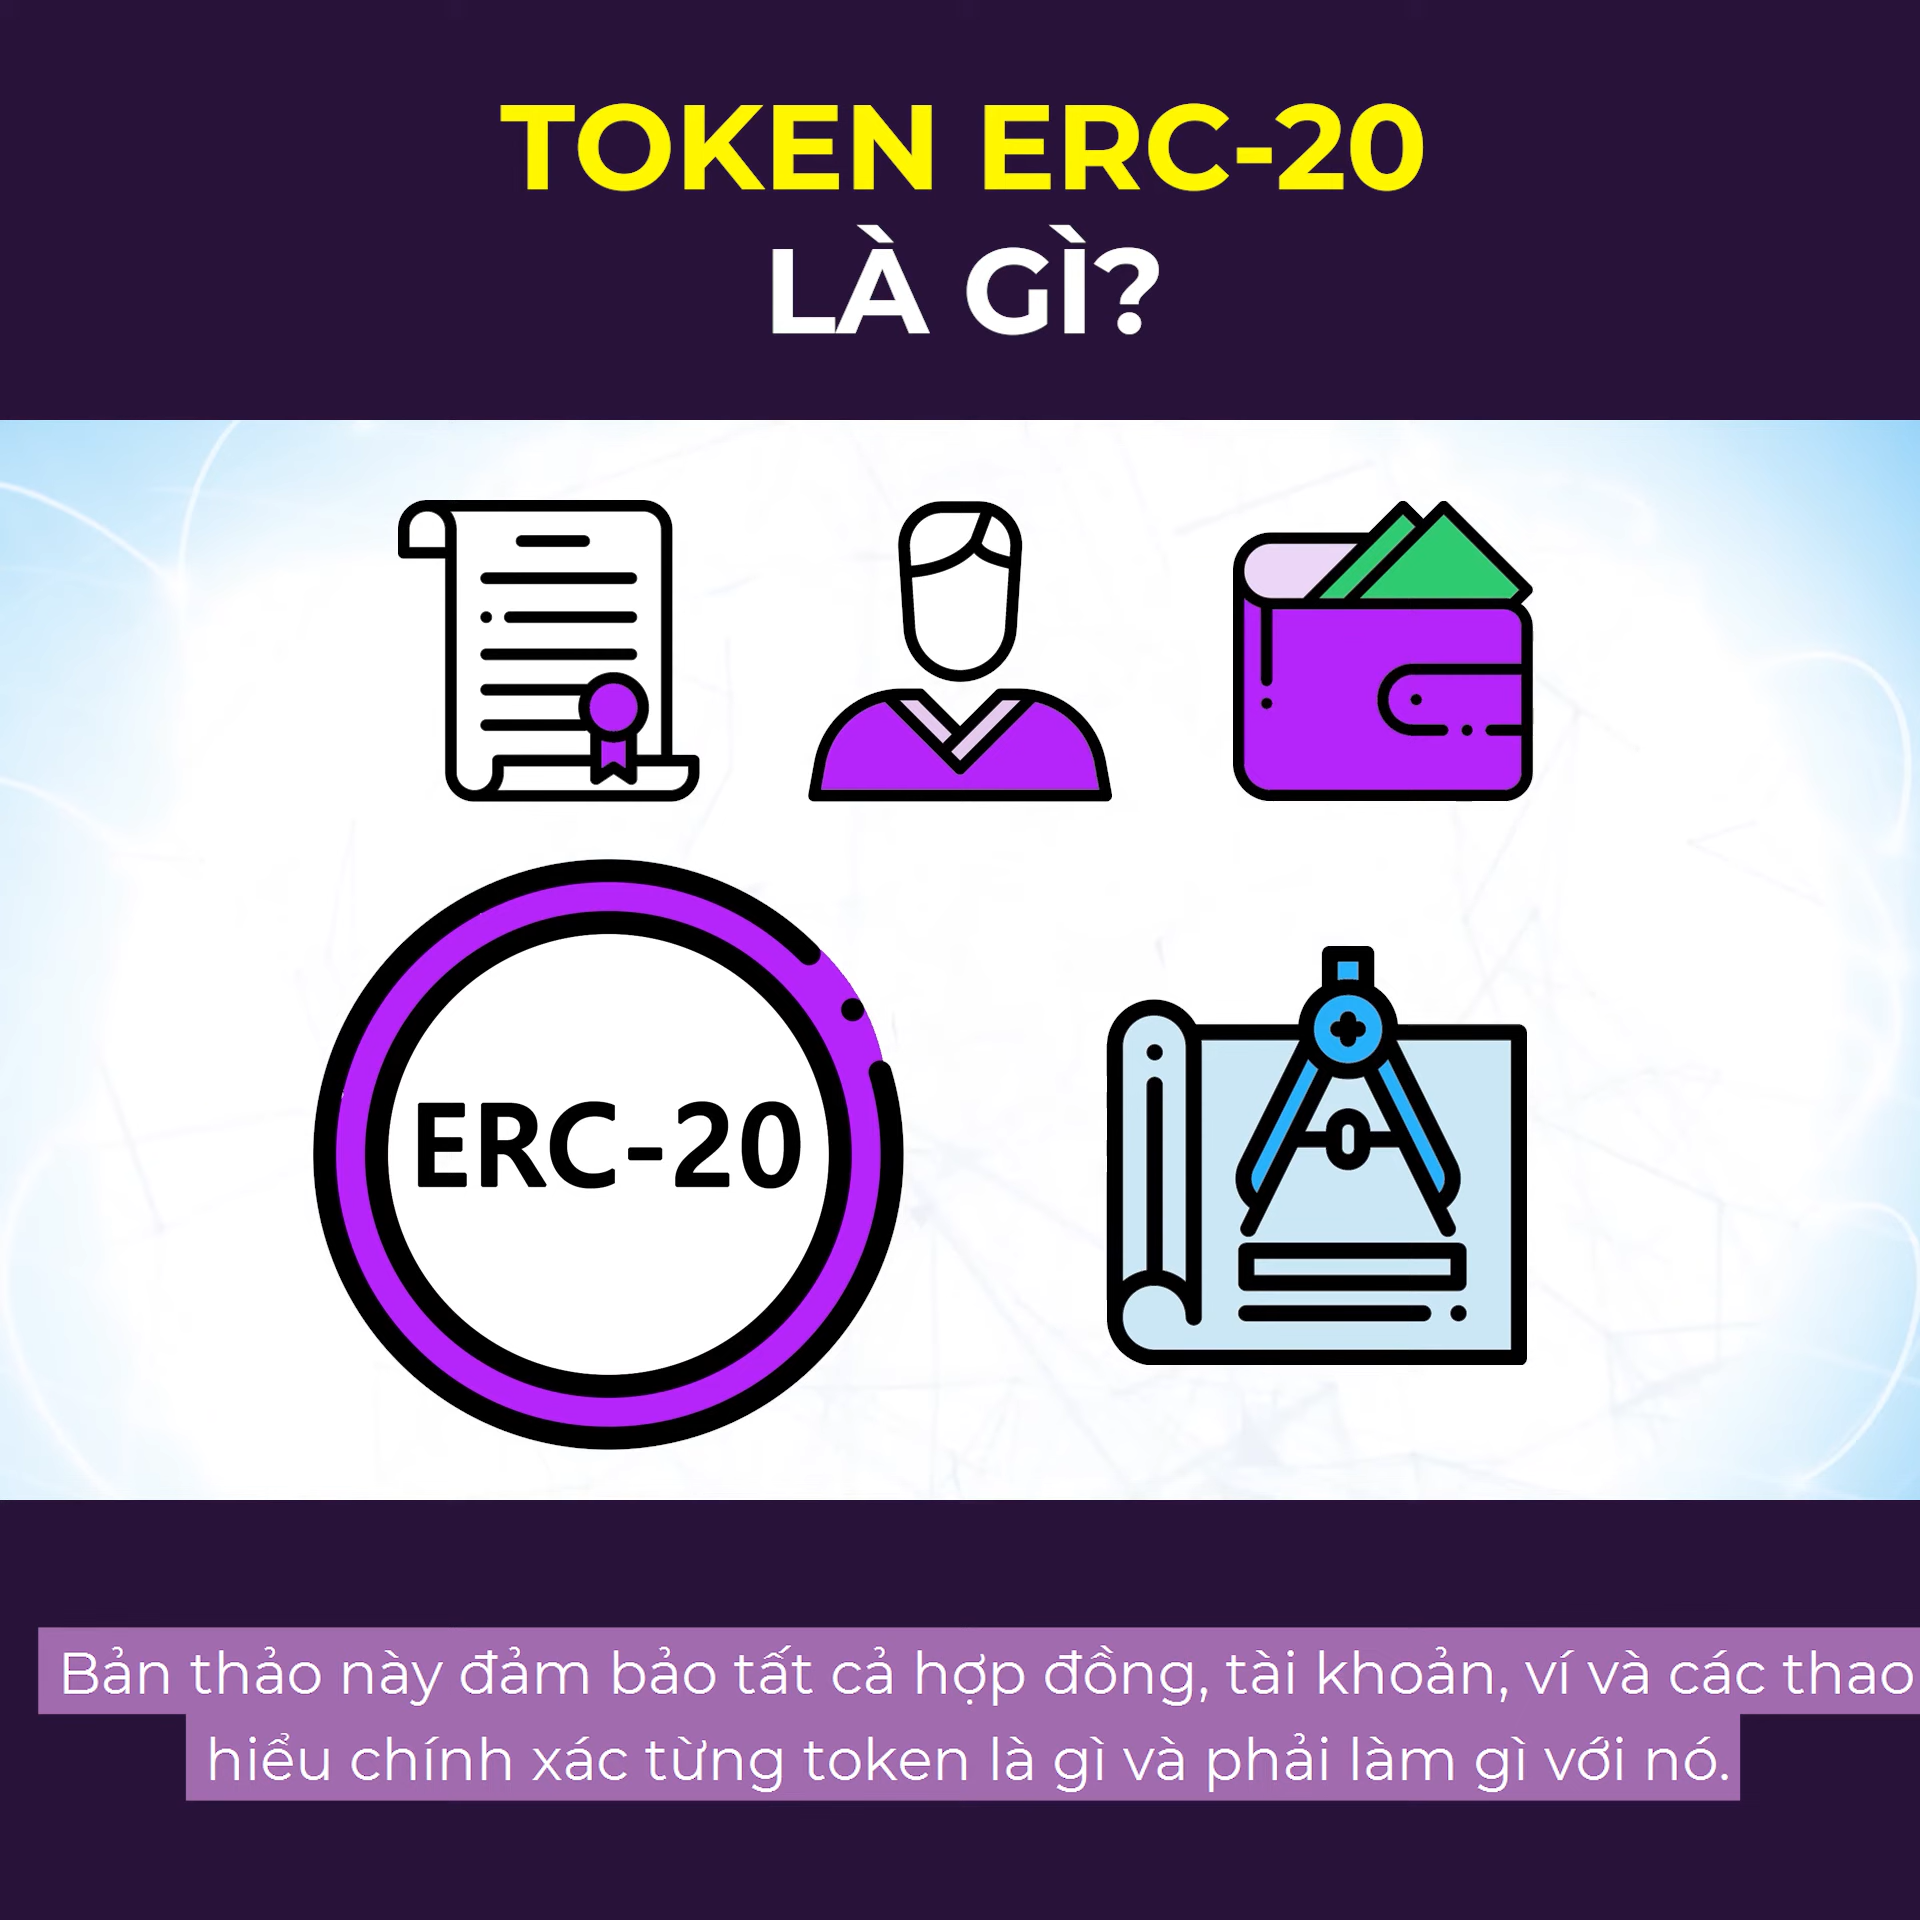 TOKEN ERC-20
LÀ GÌ?
ERC-20
Bản thảo này đảm bảo tất cả hợp đồng, tài khoản, ví và các thao
hiểu chính xác từng token là gì và phải làm gì với nó.